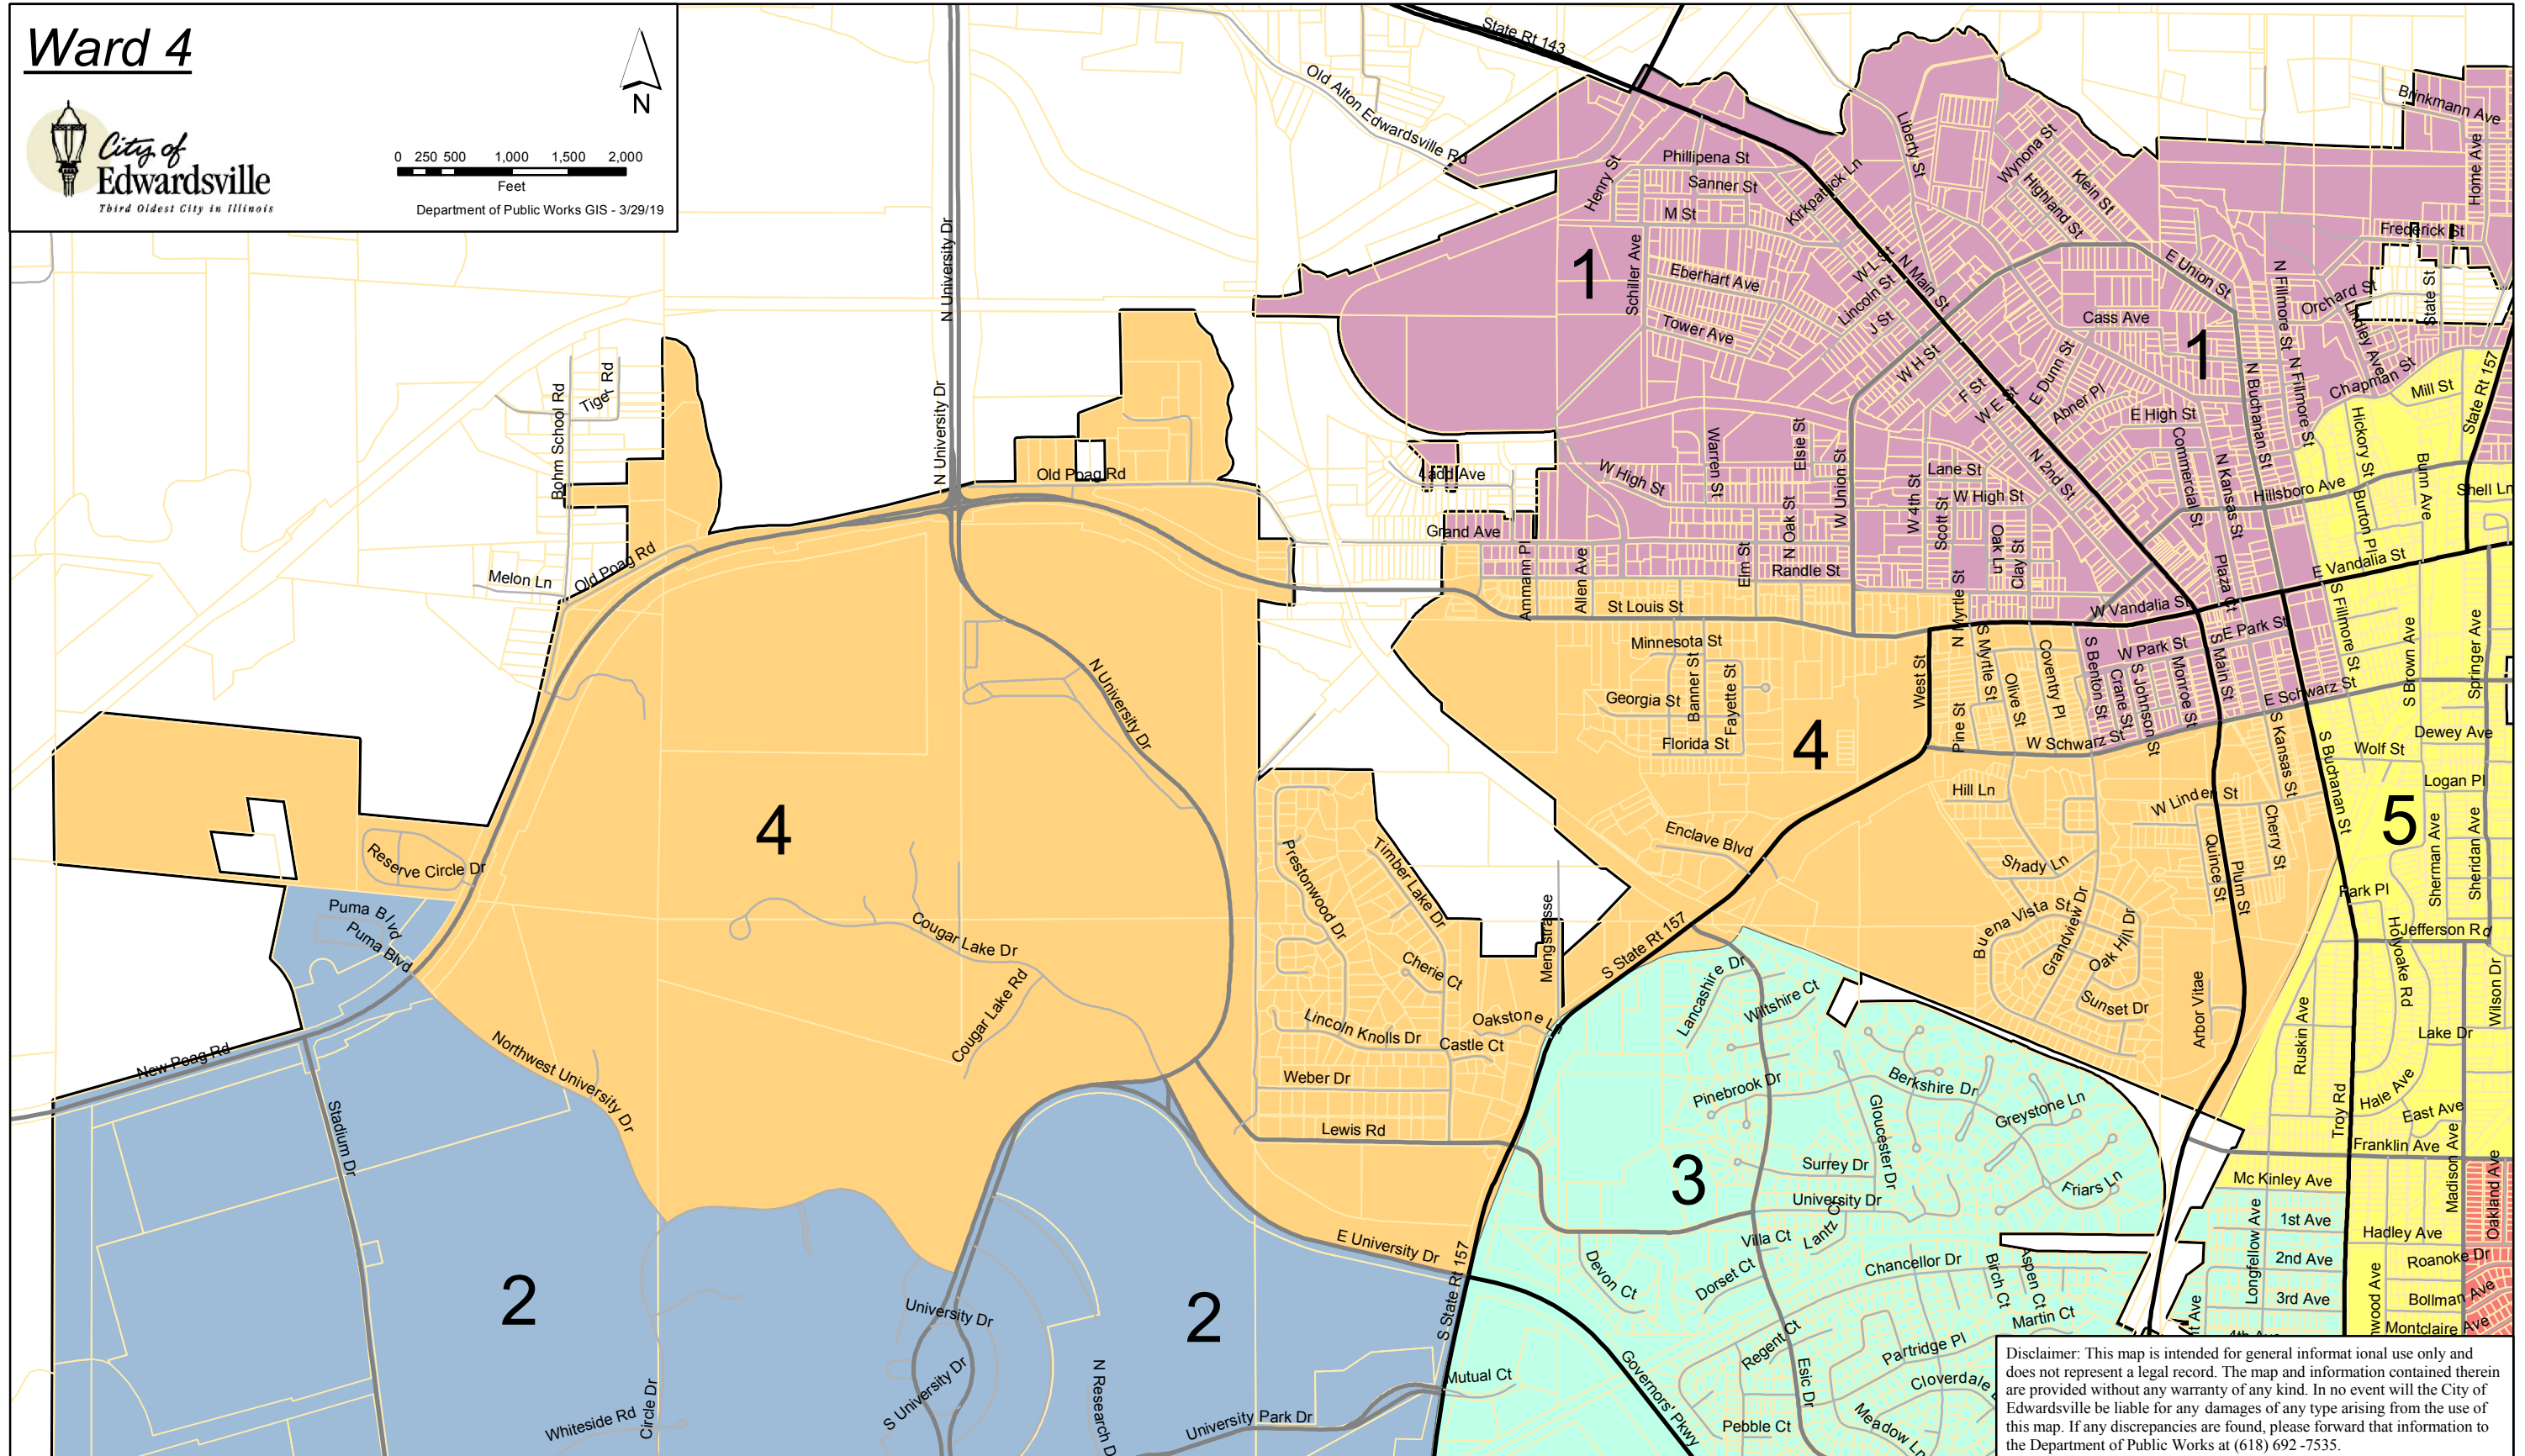 Ward 4
N
City of
Edwardsville
Third Oldest City in Illinois
0 250 500 1,000 1,500 2,000
Feet
Department of Public Works GIS - 3/29/19
State Rt 143
Old Alton Edwardsville Rd
N University Dr
N University Dr
N University Dr
N University Dr
Bohm School Rd
Tiger Rd
Melon Ln
Old Poag Rd
Old Poag Rd
Reserve Circle Dr
Puma Blvd
Puma Blvd
New Poag Rd
Northwest University Dr
Stadium Dr
Cougar Lake Dr
Cougar Lake Rd
4
2
2
University Dr
S University Dr
Whiteside Rd
Circle Dr
N Research D
University Park Dr
E University Dr
Lewis Rd
Weber Dr
Lincoln Knolls Dr
Castle Ct
Oakstone Ln
Cherie Ct
Prestonwood Dr
Timber Lake Dr
Mengstrasse
S State Rt 157
S State Rt 157
Mutual Ct
Governors' Pkwy
1
Henry St
Phillipena St
Sanner St
M St
Kirkpatrick Ln
Liberty St
Wynona St
Highland St
Klein St
Schiller Ave
Eberhart Ave
Tower Ave
W L St
Lincoln St
J St
N Main St
W H St
F St
W E St
E Dunn St
Abner Pl
Cass Ave
1
E Union St
E High St
N Fillmore St
N Fillmore St
N Buchanan St
Orchard St
Lindley Ave
Chapman St
State St
Frederick St
Home Ave
Brinkmann Ave
Mill St
State Rt 157
Hickory St
Burton Pl
Bunn Ave
Shell Ln
Hillsboro Ave
Commercial St
N Kansas St
Plaza Ct
N 2nd St
Ladd Ave
Grand Ave
W High St
Warren St
Elsie St
W Union St
W 4th St
Lane St
W High St
Scott St
Oak Ln
Clay St
N Oak St
Elm St
Randle St
Ammann Pl
Allen Ave
St Louis St
N Myrtle St
W Vandalia St
E Vandalia St
E Park St
W Park St
S Main St
Monroe St
S Johnson St
Crane St
S Benton St
Coventry Pl
Olive St
S Myrtle St
Pine St
West St
W Schwarz St
E Schwarz St
Minnesota St
Banner St
Fayette St
Georgia St
Florida St
4
Enclave Blvd
Hill Ln
Shady Ln
W Linden St
S Kansas St
Cherry St
Quince St
Plum St
Buena Vista St
Grandview Dr
Oak Hill Dr
Sunset Dr
Arbor Vitae
S Fillmore St
S Brown Ave
Springer Ave
Dewey Ave
Wolf St
Logan Pl
S Buchanan St
5
Sherman Ave
Sheridan Ave
Park Pl
Jefferson Rd
Holyoke Rd
Wilson Dr
Lake Dr
Ruskin Ave
Troy Rd
Hale Ave
East Ave
Franklin Ave
Madison Ave
Oakland Ave
Mc Kinley Ave
1st Ave
2nd Ave
3rd Ave
Longfellow Ave
Hadley Ave
Roanoke Dr
Bollman Ave
Montclaire Ave
nwood Ave
nt Ave
4th Ave
3
Lancashire Dr
Wiltshire Ct
Pinebrook Dr
Berkshire Dr
Gloucester Dr
Greystone Ln
Friars Ln
Surrey Dr
University Dr
Lantz Ct
Villa Ct
Dorset Ct
Devon Ct
Chancellor Dr
Birch Ct
Aspen Ct
Martin Ct
Partridge Pl
Cloverdale
Regent Ct
Esic Dr
Meadow Ln
Pebble Ct
Disclaimer: This map is intended for general informat ional use only and
does not represent a legal record. The map and information contained therein
are provided without any warranty of any kind. In no event will the City of
Edwardsville be liable for any damages of any type arising from the use of
this map. If any discrepancies are found, please forward that information to
the Department of Public Works at (618) 692 -7535.